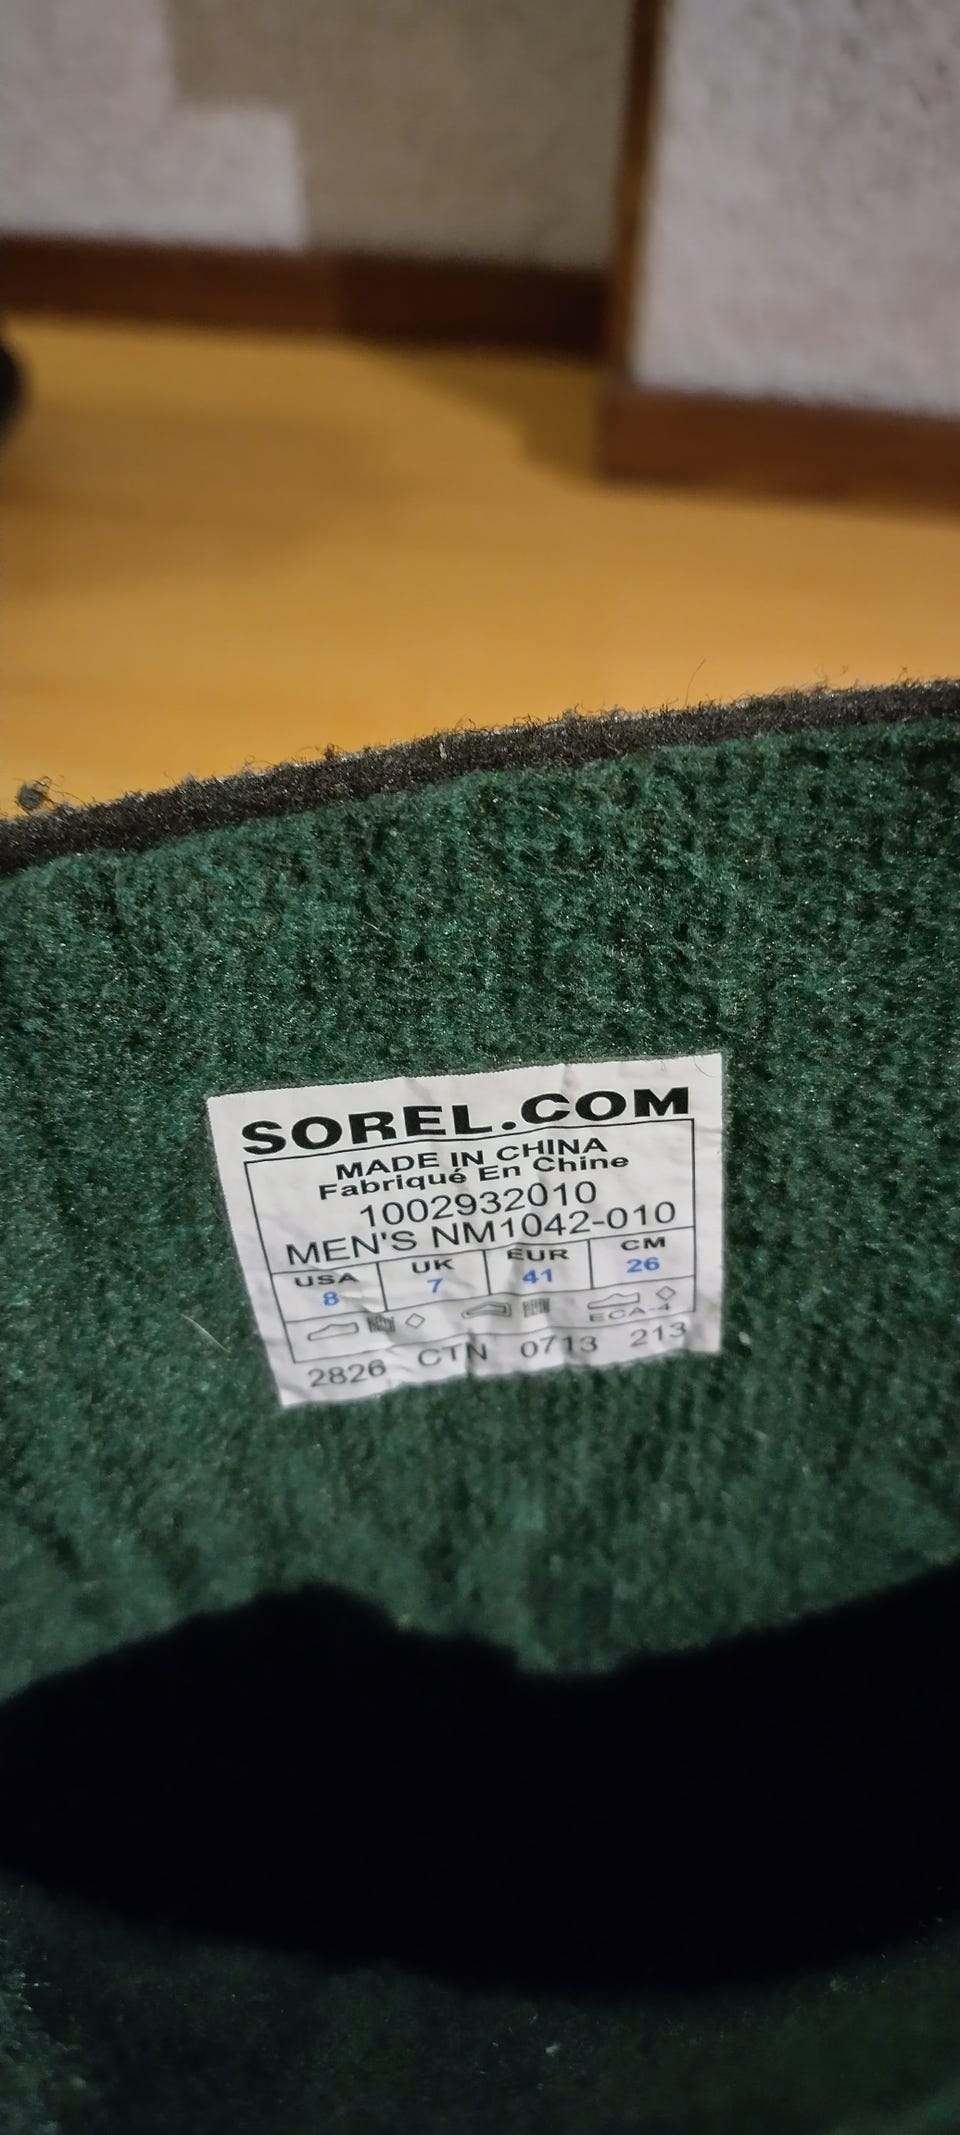 SOREL.COM
MADE IN CHINA
Fabriqué En Chine
1002932010
MEN'S NM1042-010
USA UK EUR CM
8 7 41 26
ECA-4
2826 CTN 0713 213